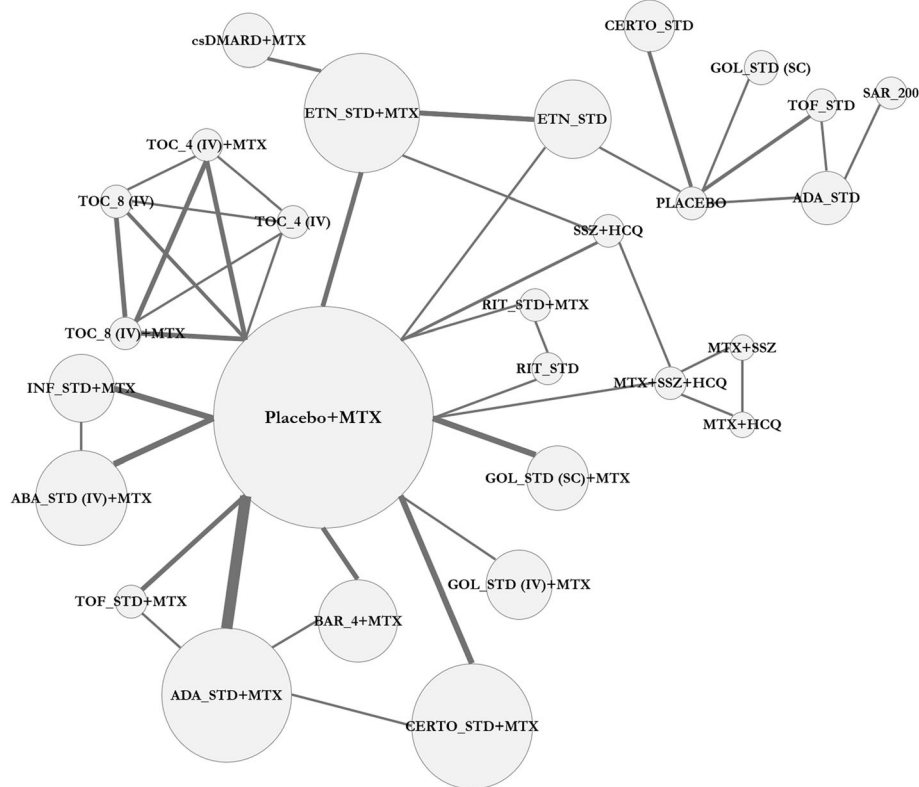 CERTO_STD
csDMARD+MTX
GOL_STD (SC)
SAR_200
TOF_STD
ETN_STD+MTX
ETN_STD
TOC_4 (IV)+MTX
TOC_8 (IV)
PLACEBO
ADA_STD
TOC_4 (IV)
SSZ+HCQ
RIT_STD+MTX
TOC_8 (IV)+MTX
MTX+SSZ
RIT_STD
MTX+SSZ+HCQ
INF_STD+MTX
Placebo+MTX
MTX+HCQ
GOL_STD (SC)+MTX
ABA_STD (IV)+MTX
GOL_STD (IV)+MTX
TOF_STD+MTX
BAR_4+MTX
ADA_STD+MTX
CERTO_STD+MTX